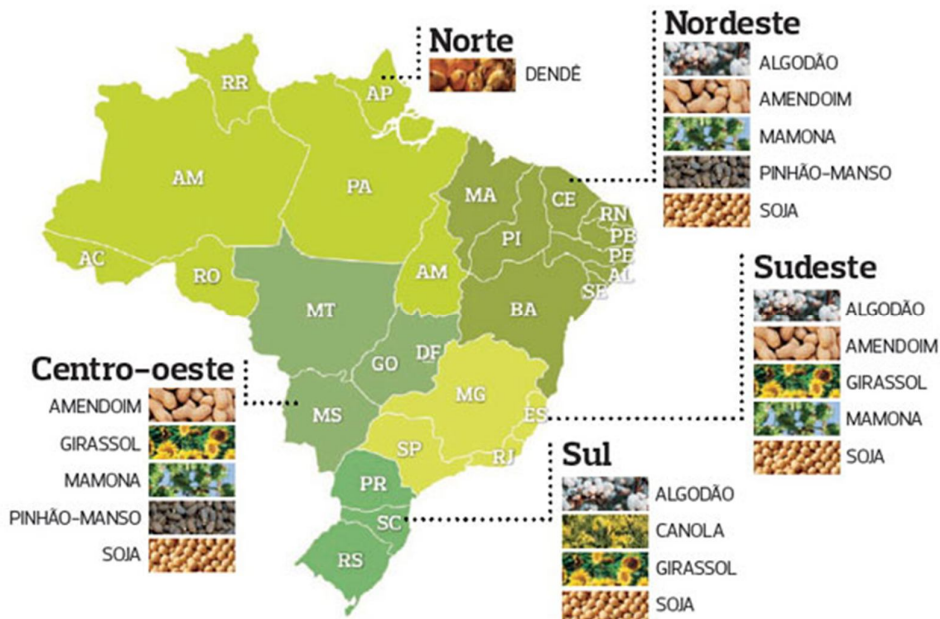 Norte
DENDÊ
Nordeste
ALGODÃO
AMENDOIM
MAMONA
PINHÃO-MANSO
SOJA
Sudeste
ALGODÃO
AMENDOIM
GIRASSOL
MAMONA
SOJA
Centro-oeste
AMENDOIM
GIRASSOL
MAMONA
PINHÃO-MANSO
SOJA
Sul
ALGODÃO
CANOLA
GIRASSOL
SOJA
RR
AP
AM
PA
MA
CE
RN
PB
PI
PE
AL
SE
AC
RO
AM
BA
MT
GO
DF
MG
ES
MS
SP
RJ
PR
SC
RS